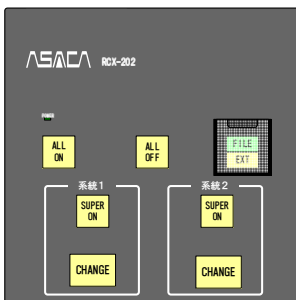 ASACA RCX-202
POWER
ALL
ON
ALL
OFF
FILE
EXT
系統1
系統2
SUPER
ON
SUPER
ON
CHANGE
CHANGE